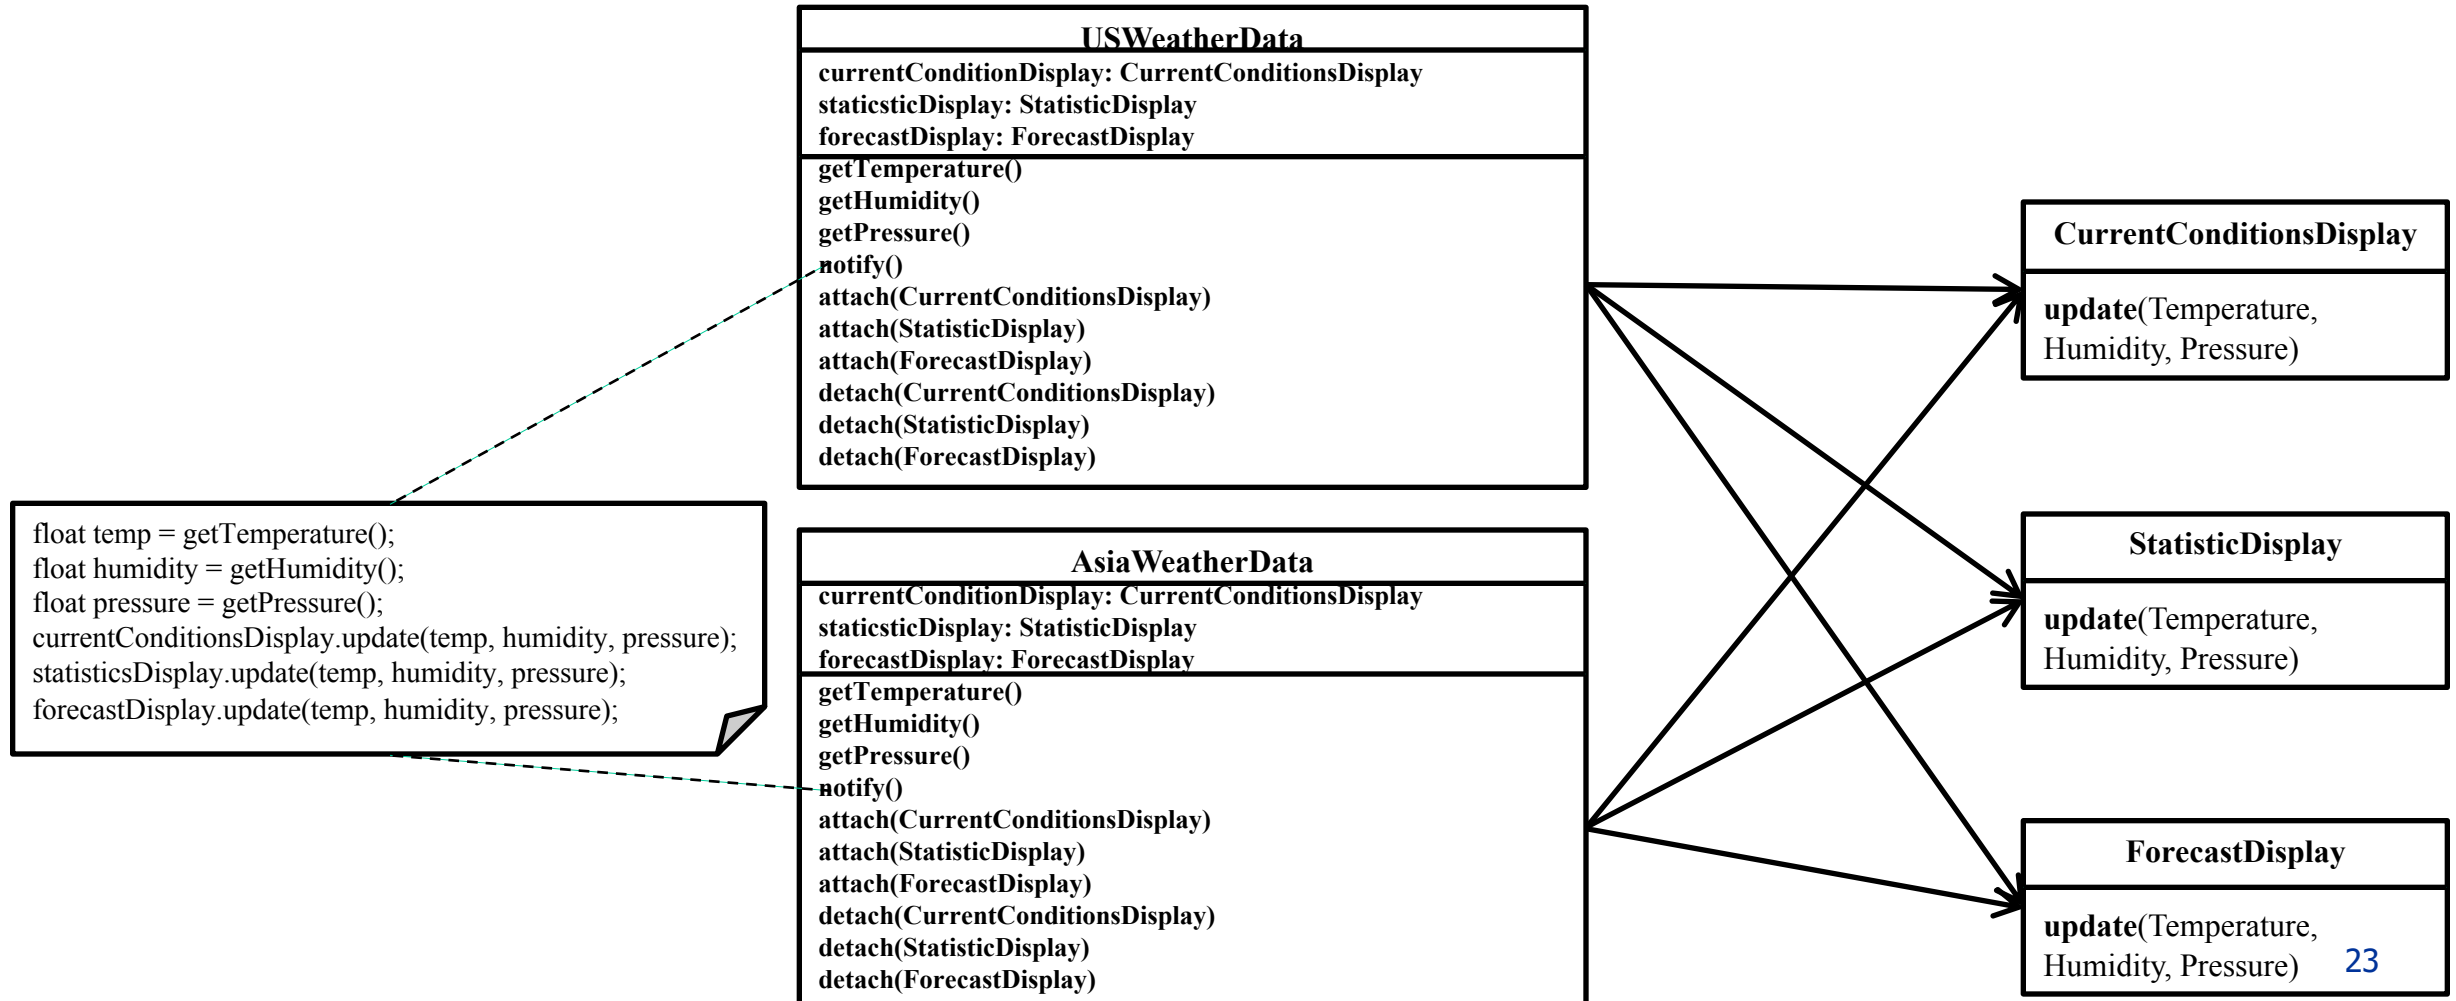 USWeatherData
currentConditionDisplay: CurrentConditionsDisplay
staticsticDisplay: StatisticDisplay
forecastDisplay: ForecastDisplay
getTemperature()
getHumidity()
getPressure()
notify()
attach(CurrentConditionsDisplay)
attach(StatisticDisplay)
attach(ForecastDisplay)
detach(CurrentConditionsDisplay)
detach(StatisticDisplay)
detach(ForecastDisplay)
float temp = getTemperature();
float humidity = getHumidity();
float pressure = getPressure();
currentConditionsDisplay.update(temp, humidity, pressure);
statisticsDisplay.update(temp, humidity, pressure);
forecastDisplay.update(temp, humidity, pressure);
AsiaWeatherData
currentConditionDisplay: CurrentConditionsDisplay
staticsticDisplay: StatisticDisplay
forecastDisplay: ForecastDisplay
getTemperature()
getHumidity()
getPressure()
notify()
attach(CurrentConditionsDisplay)
attach(StatisticDisplay)
attach(ForecastDisplay)
detach(CurrentConditionsDisplay)
detach(StatisticDisplay)
detach(ForecastDisplay)
CurrentConditionsDisplay
update(Temperature,
Humidity, Pressure)
StatisticDisplay
update(Temperature,
Humidity, Pressure)
ForecastDisplay
update(Temperature,
Humidity, Pressure)
23